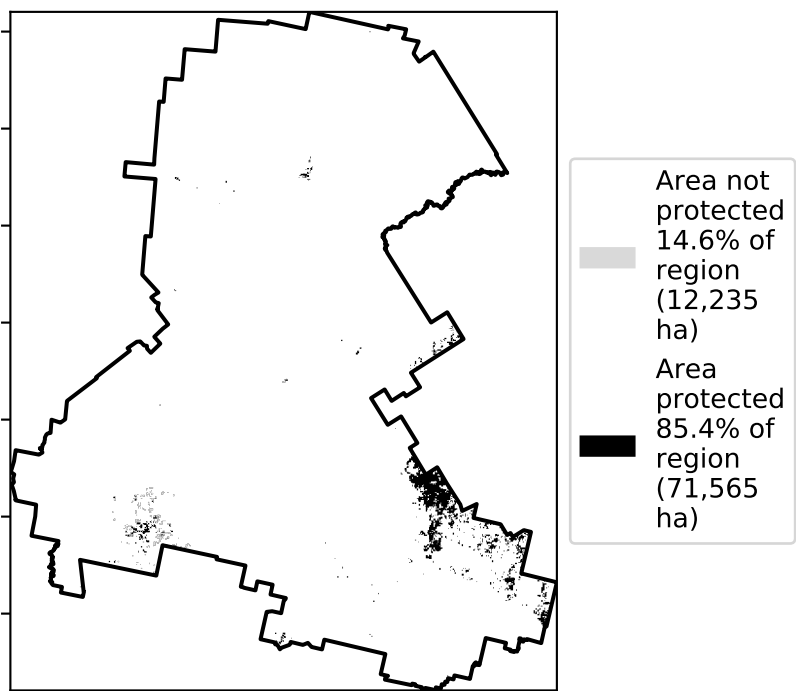 Area not
protected
14.6% of
region
(12,235
ha)
Area
protected
85.4% of
region
(71,565
ha)